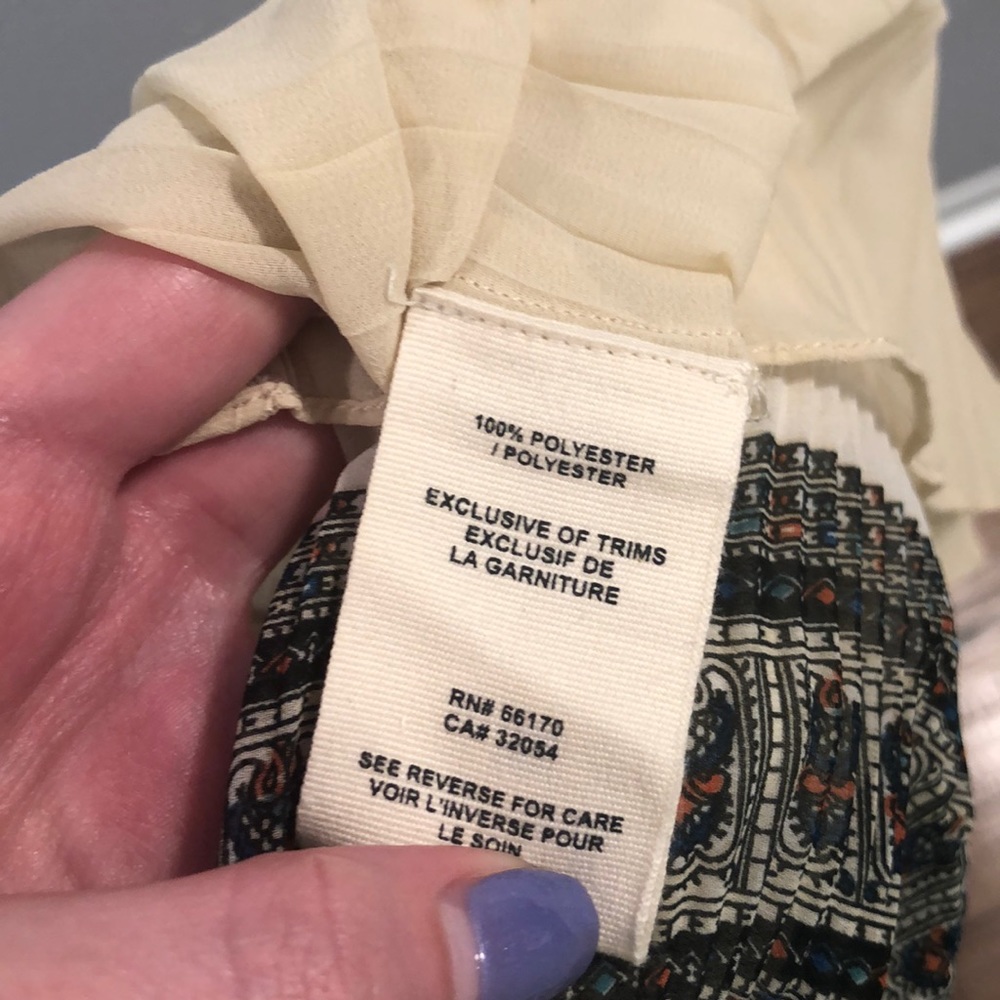 100% POLYESTER
/ POLYESTER
EXCLUSIVE OF TRIMS
EXCLUSIF DE
LA GARNITURE
RN# 66170
CA# 32054
SEE REVERSE FOR CARE
VOIR L'INVERSE POUR
LE SOIN